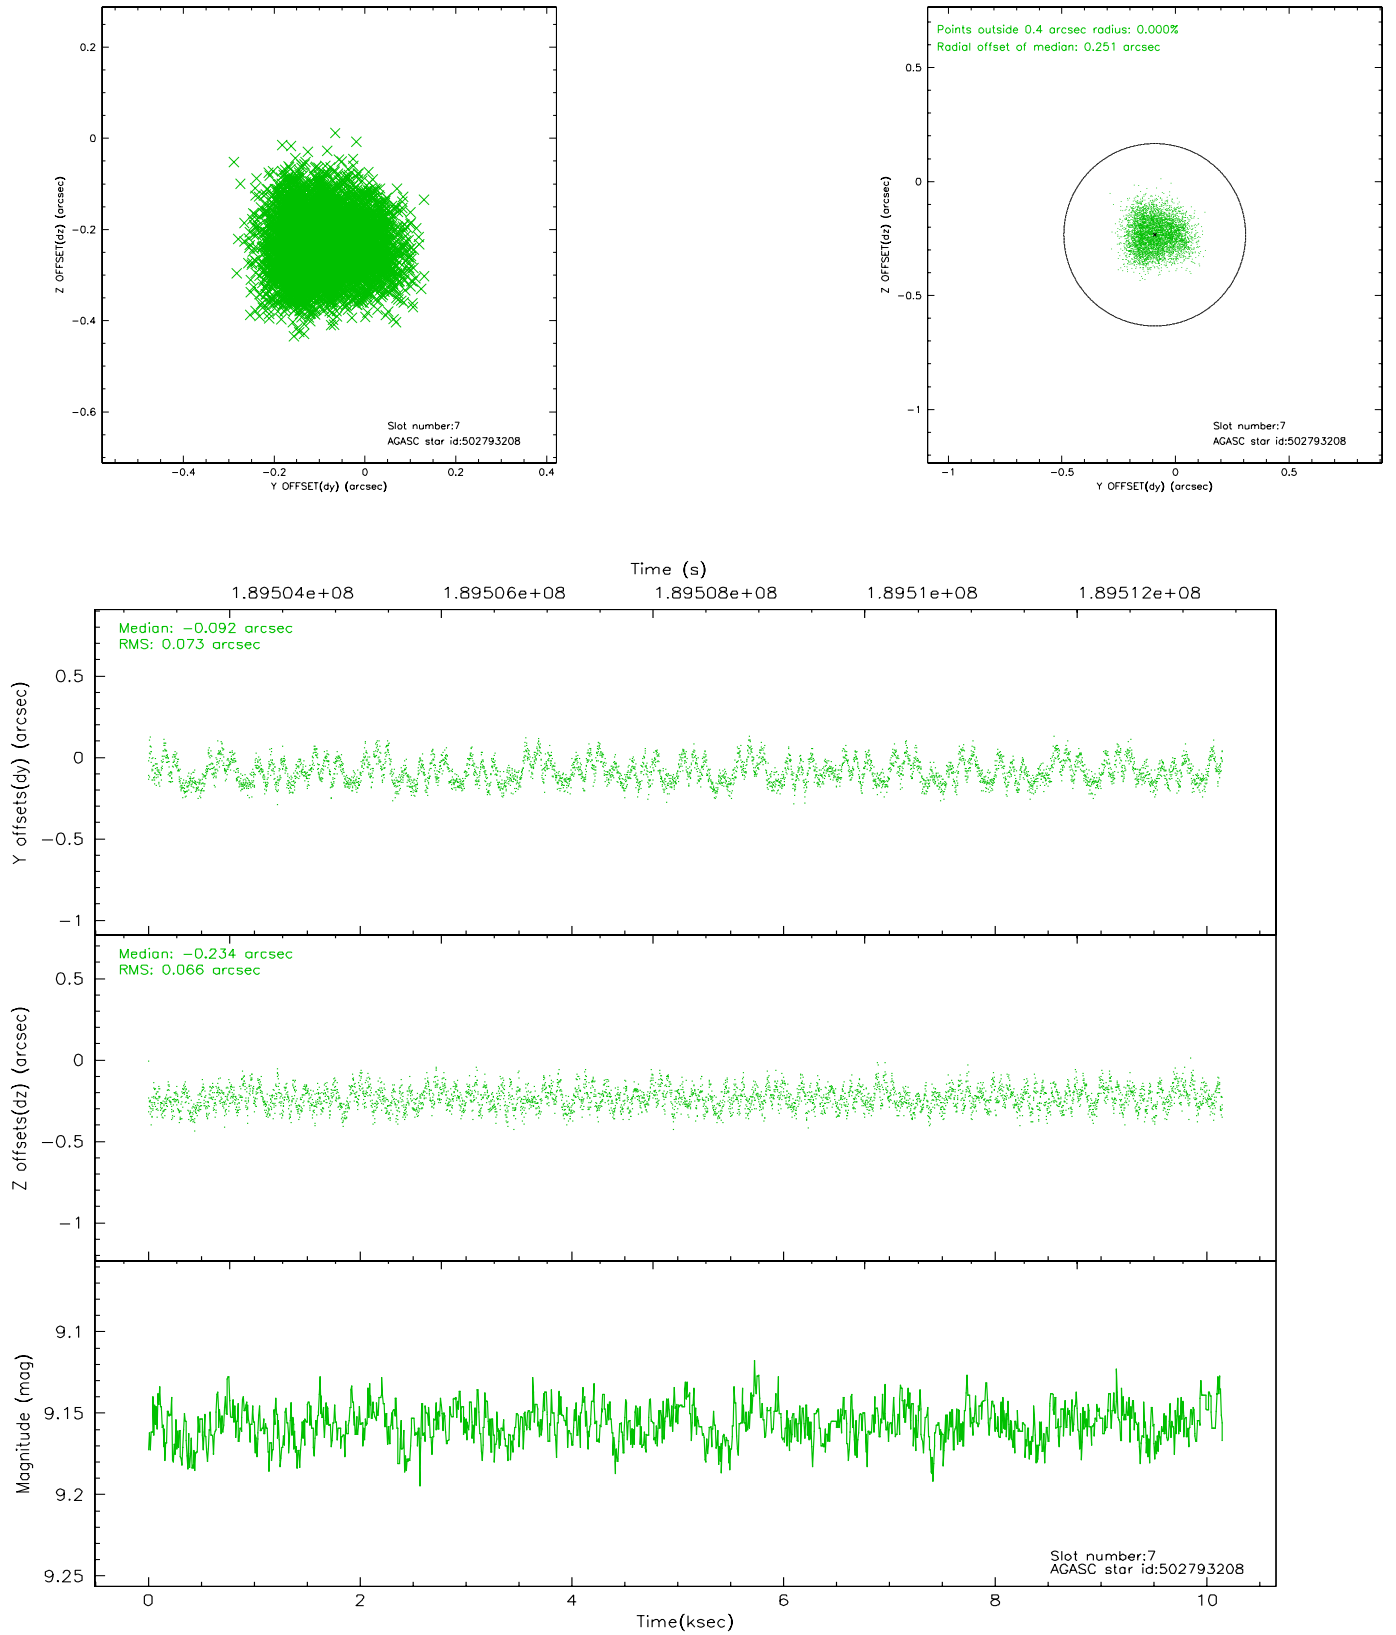 0.2
0
−0.2
−0.4
−0.6
Z OFFSET(dz) (arcsec)
Slot number:7
AGASC star id:502793208
−0.4
−0.2
0
0.2
0.4
Y OFFSET(dy) (arcsec)
Points outside 0.4 arcsec radius: 0.000%
Radial offset of median: 0.251 arcsec
0.5
0
−0.5
−1
Z OFFSET(dz) (arcsec)
Slot number:7
AGASC star id:502793208
−1
−0.5
0
0.5
Y OFFSET(dy) (arcsec)
Time (s)
1.89504e+08
1.89506e+08
1.89508e+08
1.8951e+08
1.89512e+08
Median: −0.092 arcsec
RMS: 0.073 arcsec
0.5
0
−0.5
−1
Y offsets(dy) (arcsec)
Median: −0.234 arcsec
RMS: 0.066 arcsec
0.5
0
−0.5
−1
Z offsets(dz) (arcsec)
9.1
9.15
9.2
9.25
Magnitude (mag)
Slot number:7
AGASC star id:502793208
0
2
4
6
8
10
Time(ksec)